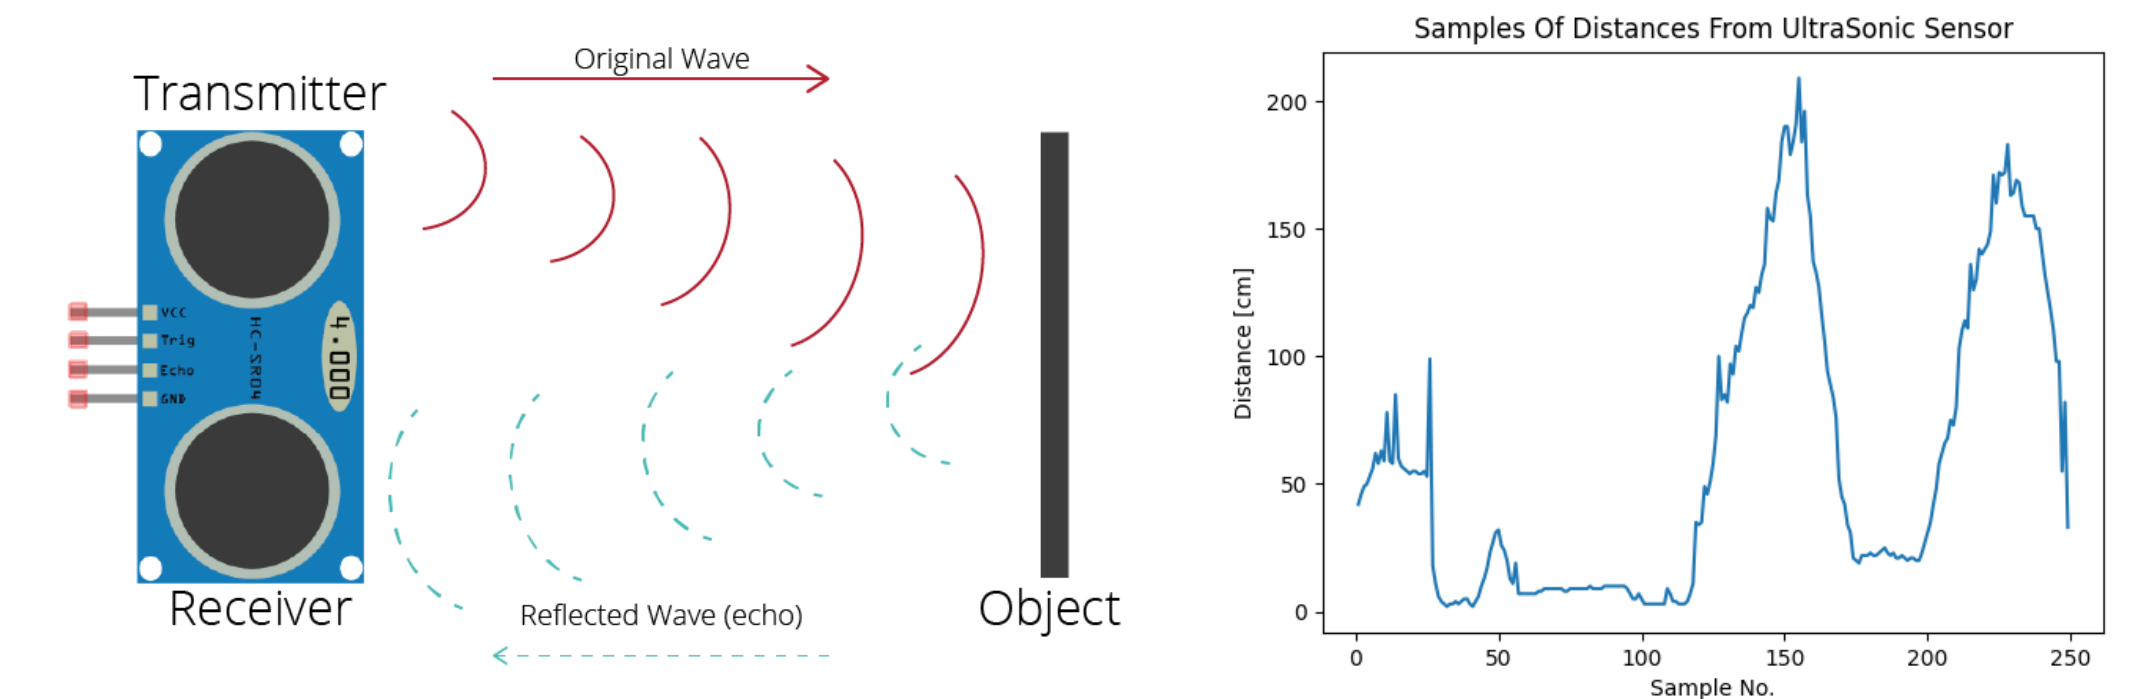 Original Wave
Transmitter
VCC
Trig
Echo
GND
HC-SR04
4.000
Receiver
Reflected Wave (echo)
Object
Samples Of Distances From UltraSonic Sensor
Distance [cm]
200
150
100
50
0
0 50 100 150 200 250
Sample No.